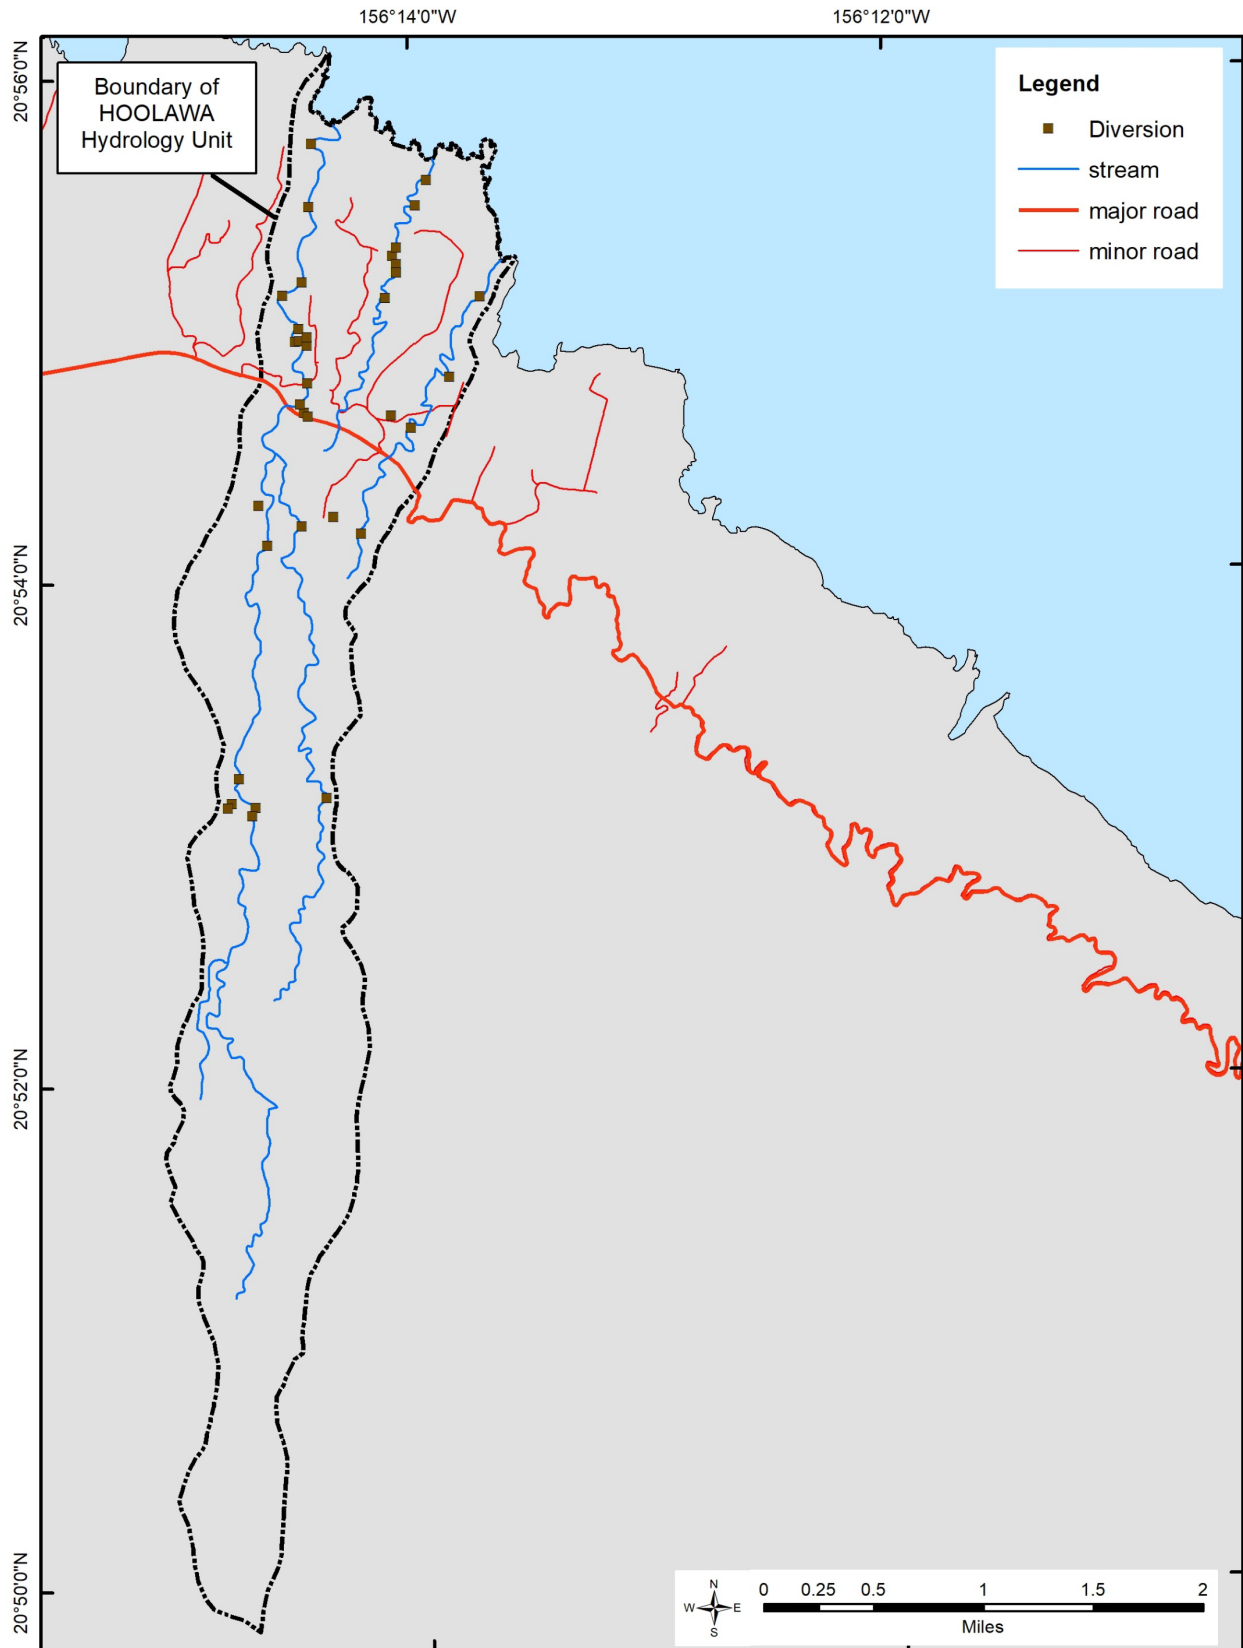 156°14'0"W
156°12'0"W
20°56'0"N
Boundary of
HOOLAWA
Hydrology Unit
Legend
Diversion
stream
major road
minor road
20°54'0"N
20°52'0"N
20°50'0"N
N
W E
S
0 0.25 0.5 1 1.5 2
Miles